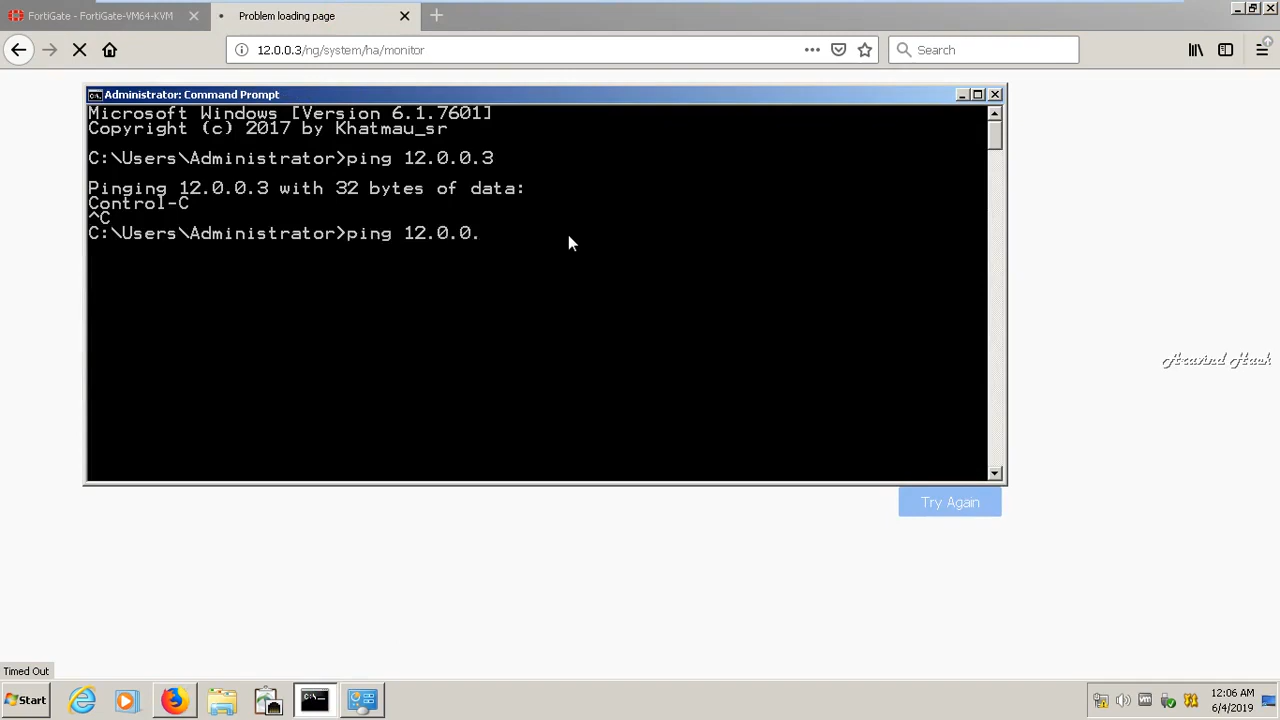 FortiGate - FortiGate-VM64-KVM
Problem loading page
12.0.0.3/ng/system/ha/monitor
Search
Administrator: Command Prompt
Microsoft Windows [Version 6.1.7601]
Copyright (c) 2017 by Khatmau_sr
C:\Users\Administrator>ping 12.0.0.3
Pinging 12.0.0.3 with 32 bytes of data:
Control-C
^C
C:\Users\Administrator>ping 12.0.0.
Aravind Hask
Try Again
Timed Out
Start
12:06 AM
6/4/2019